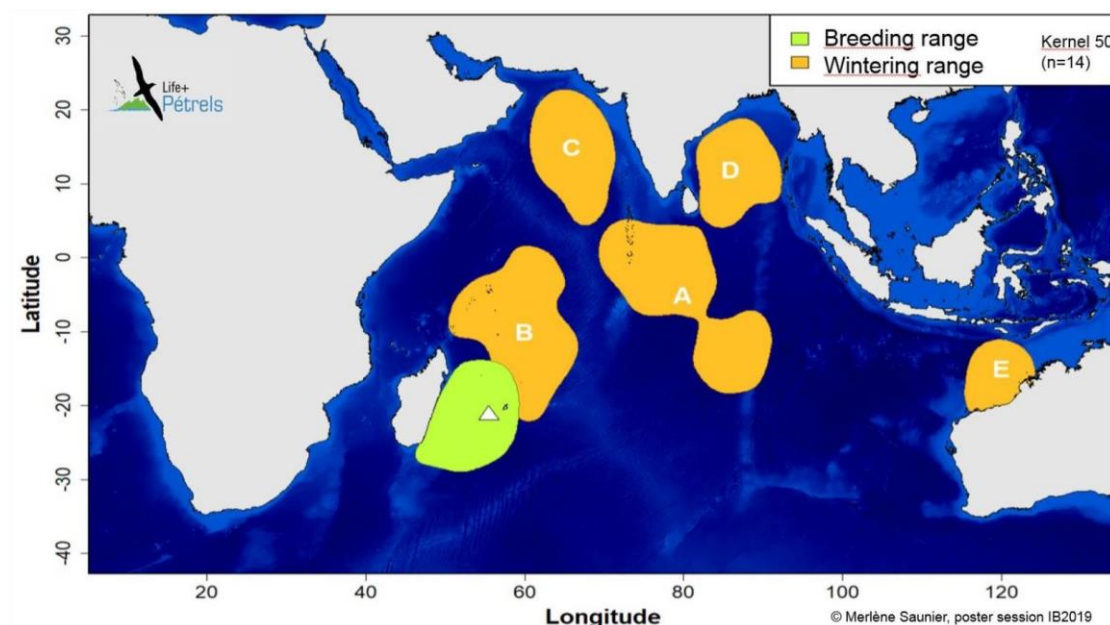 Life+
Pétrels
Breeding range
Wintering range
Kernel 50
(n=14)
30
20
10
0
-10
-20
-30
-40
Latitude
C
D
A
B
E
20
40
60
80
100
120
Longitude
© Merlène Saunier, poster session IB2019